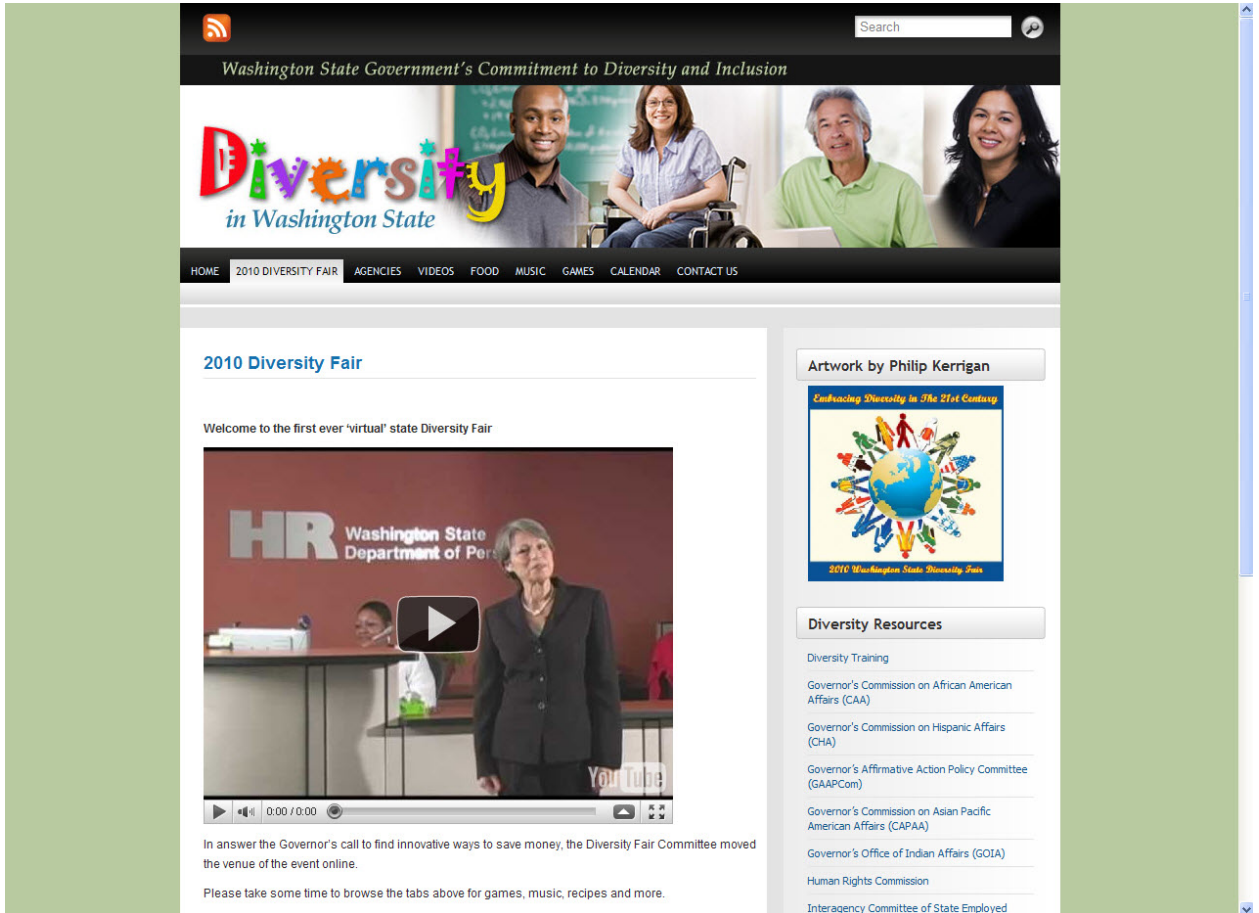 Search
Washington State Government's Commitment to Diversity and Inclusion
Diversity
in Washington State
HOME 2010 DIVERSITY FAIR AGENCIES VIDEOS FOOD MUSIC GAMES CALENDAR CONTACT US
2010 Diversity Fair
Welcome to the first ever ‘virtual’ state Diversity Fair
HR Washington State
Department of Pers
YouTube
0:00 / 0:00
In answer the Governor’s call to find innovative ways to save money, the Diversity Fair Committee moved
the venue of the event online.
Please take some time to browse the tabs above for games, music, recipes and more.
Artwork by Philip Kerrigan
Embracing Diversity in The 21st Century
2010 Washington State Diversity Fair
Diversity Resources
Diversity Training
Governor's Commission on African American
Affairs (CAA)
Governor's Commission on Hispanic Affairs
(CHA)
Governor’s Affirmative Action Policy Committee
(GAAPCom)
Governor’s Commission on Asian Pacific
American Affairs (CAPAA)
Governor’s Office of Indian Affairs (GOIA)
Human Rights Commission
Interagency Committee of State Employed